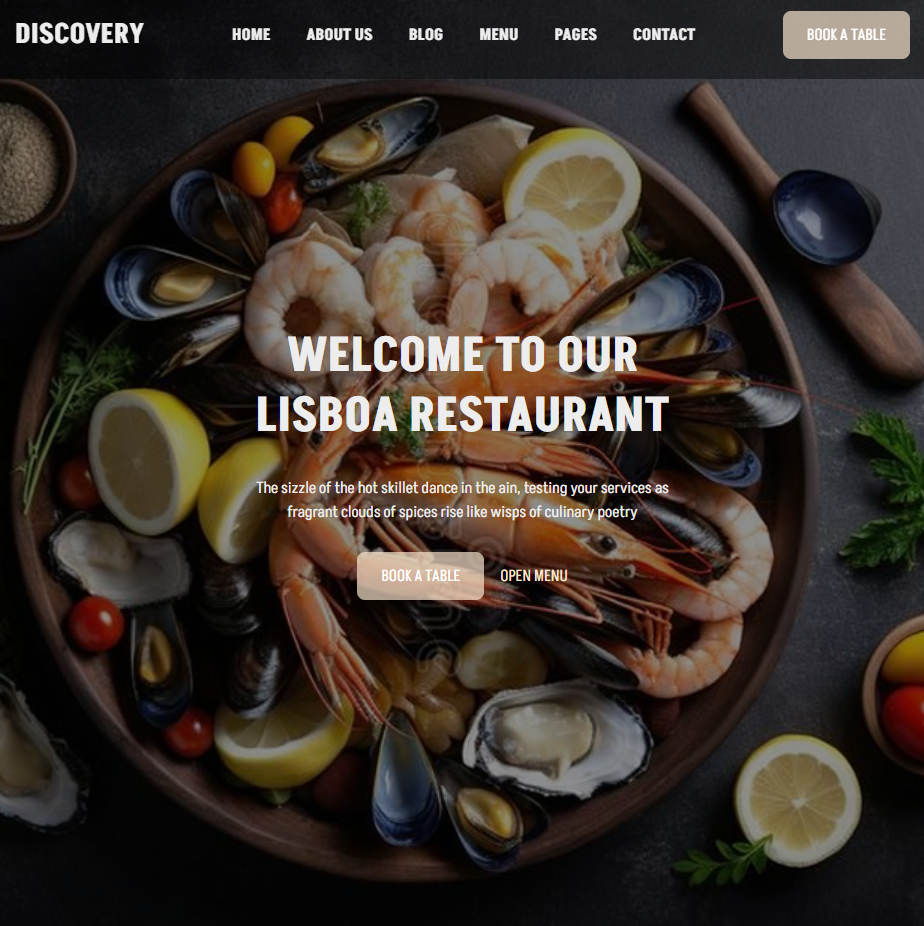 DISCOVERY
HOME ABOUT US BLOG MENU PAGES CONTACT
BOOK A TABLE
WELCOME TO OUR
LISBOA RESTAURANT
The sizzle of the hot skillet dance in the ain, testing your services as
fragrant clouds of spices rise like wisps of culinary poetry
BOOK A TABLE
OPEN MENU